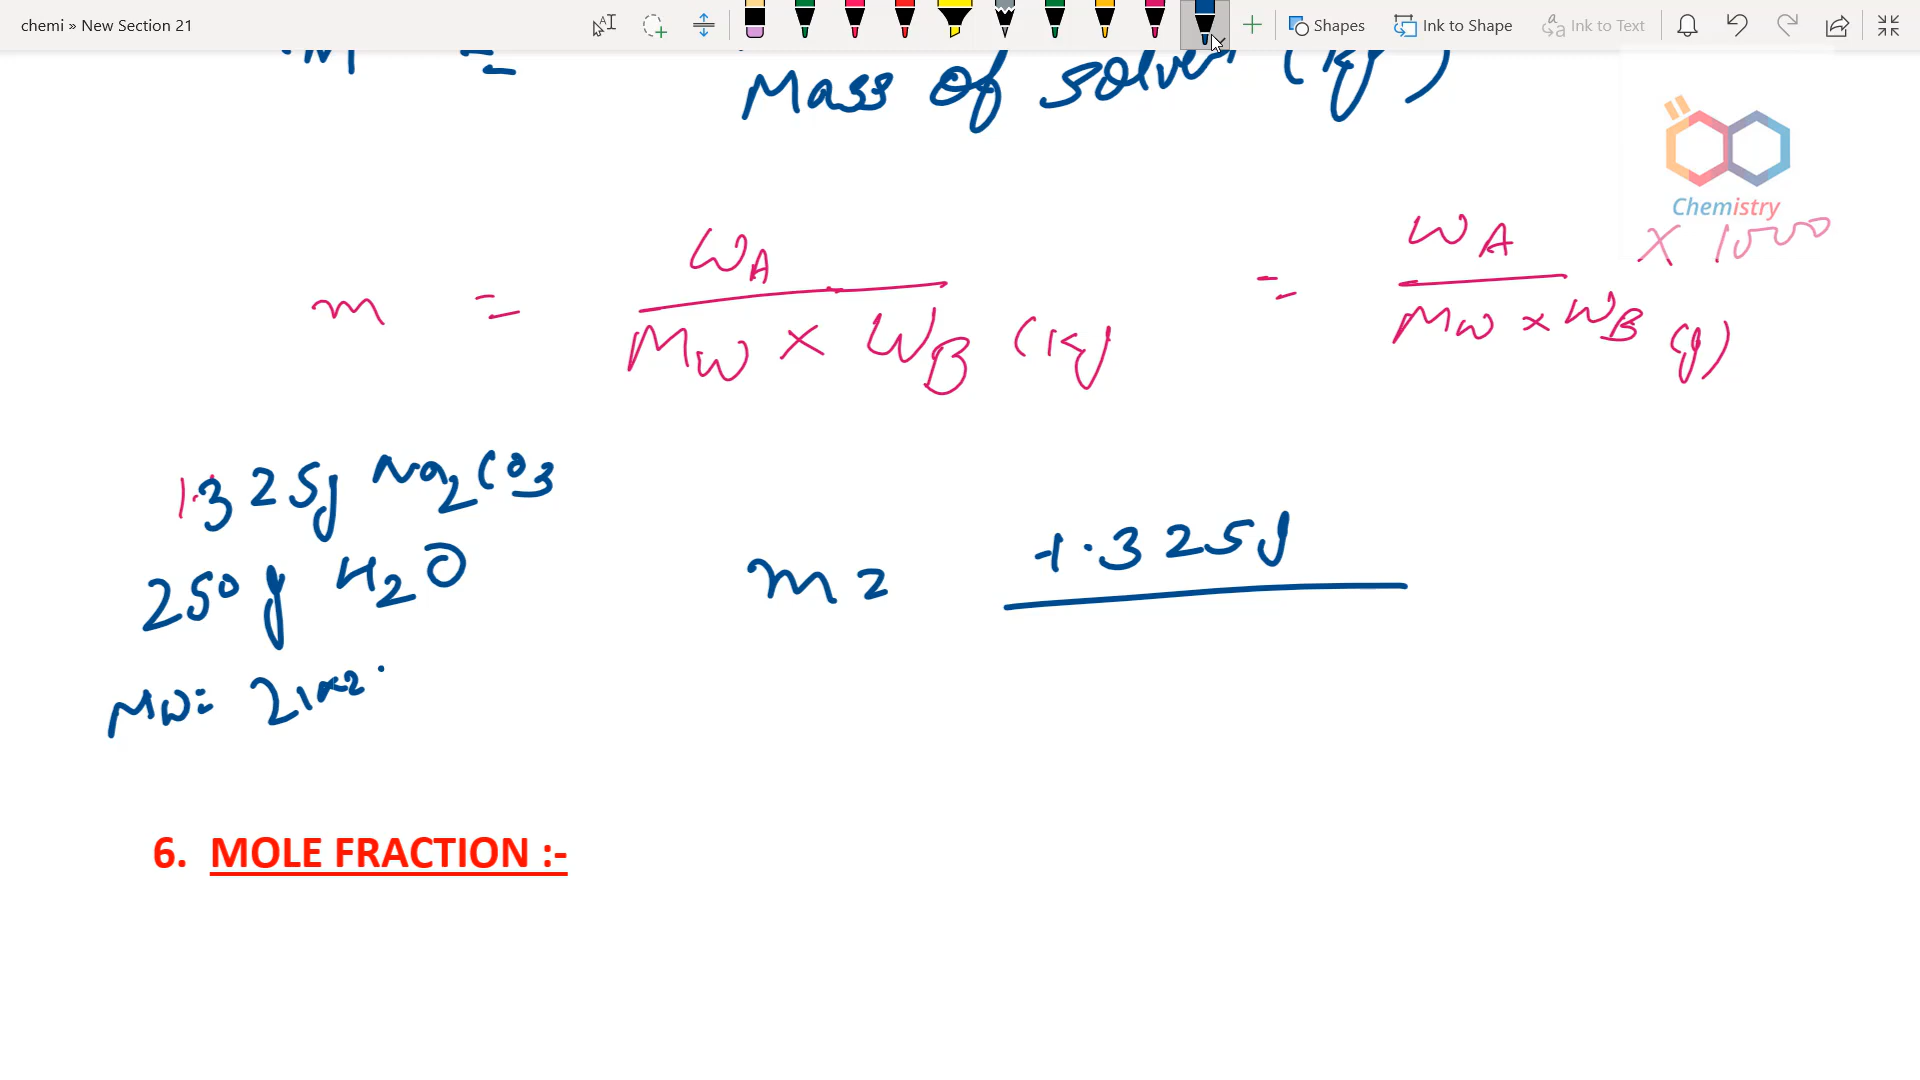 chemi » New Section 21
Shapes
Ink to Shape
Ink to Text
m =
Mass of solvent (kg)
Chemistry
m = WA / MW × WB (Kg) = WA × 1000 / MW × WB (g)
1.325g Na2CO3
250 g H2O
m = 1.325g
MW =
6. MOLE FRACTION :-